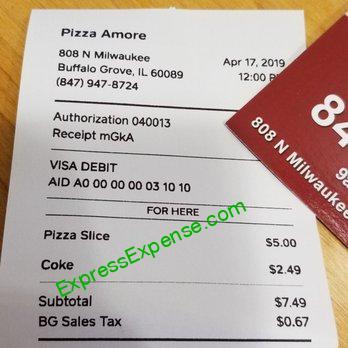 Pizza Amore
808 N Milwaukee
Buffalo Grove, IL 60089
(847) 947-8724
Apr 17, 2019
12:00
Authorization 040013
Receipt mGkA
VISA DEBIT
AID A0 00 00 00 03 10 10
FOR HERE
Pizza Slice $5.00
Coke $2.49
Subtotal $7.49
BG Sales Tax $0.67
ExpressExpense.com
84
808 N Milwaukee